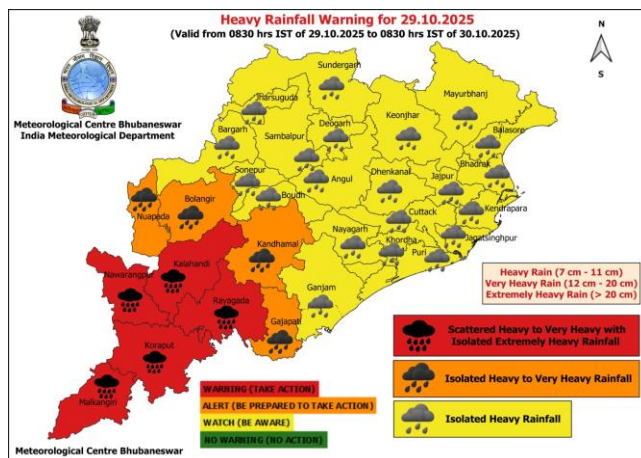 Heavy Rainfall Warning for 29.10.2025
(Valid from 0830 hrs IST of 29.10.2025 to 0830 hrs IST of 30.10.2025)
N
S
Meteorological Centre Bhubaneswar
India Meteorological Department
Sundergarh
Jharsuguda
Mayurbhanj
Keonjhar
Bargarh
Sambalpur
Deogarh
Balasore
Bhadrak
Sonepur
Angul
Dhenkanal
Jajpur
Bolangir
Boudh
Kendrapara
Nuapada
Cuttack
Kandhamal
Nayagarh
Khordha
Jagatsinghpur
Puri
Kalahandi
Nawarangpur
Rayagada
Ganjam
Gajapati
Koraput
Malkangiri
Heavy Rain (7 cm - 11 cm)
Very Heavy Rain (12 cm - 20 cm)
Extremely Heavy Rain (> 20 cm)
Scattered Heavy to Very Heavy with
Isolated Extremely Heavy Rainfall
Isolated Heavy to Very Heavy Rainfall
Isolated Heavy Rainfall
WARNING (TAKE ACTION)
ALERT (BE PREPARED TO TAKE ACTION)
WATCH (BE AWARE)
NO WARNING (NO ACTION)
Meteorological Centre Bhubaneswar